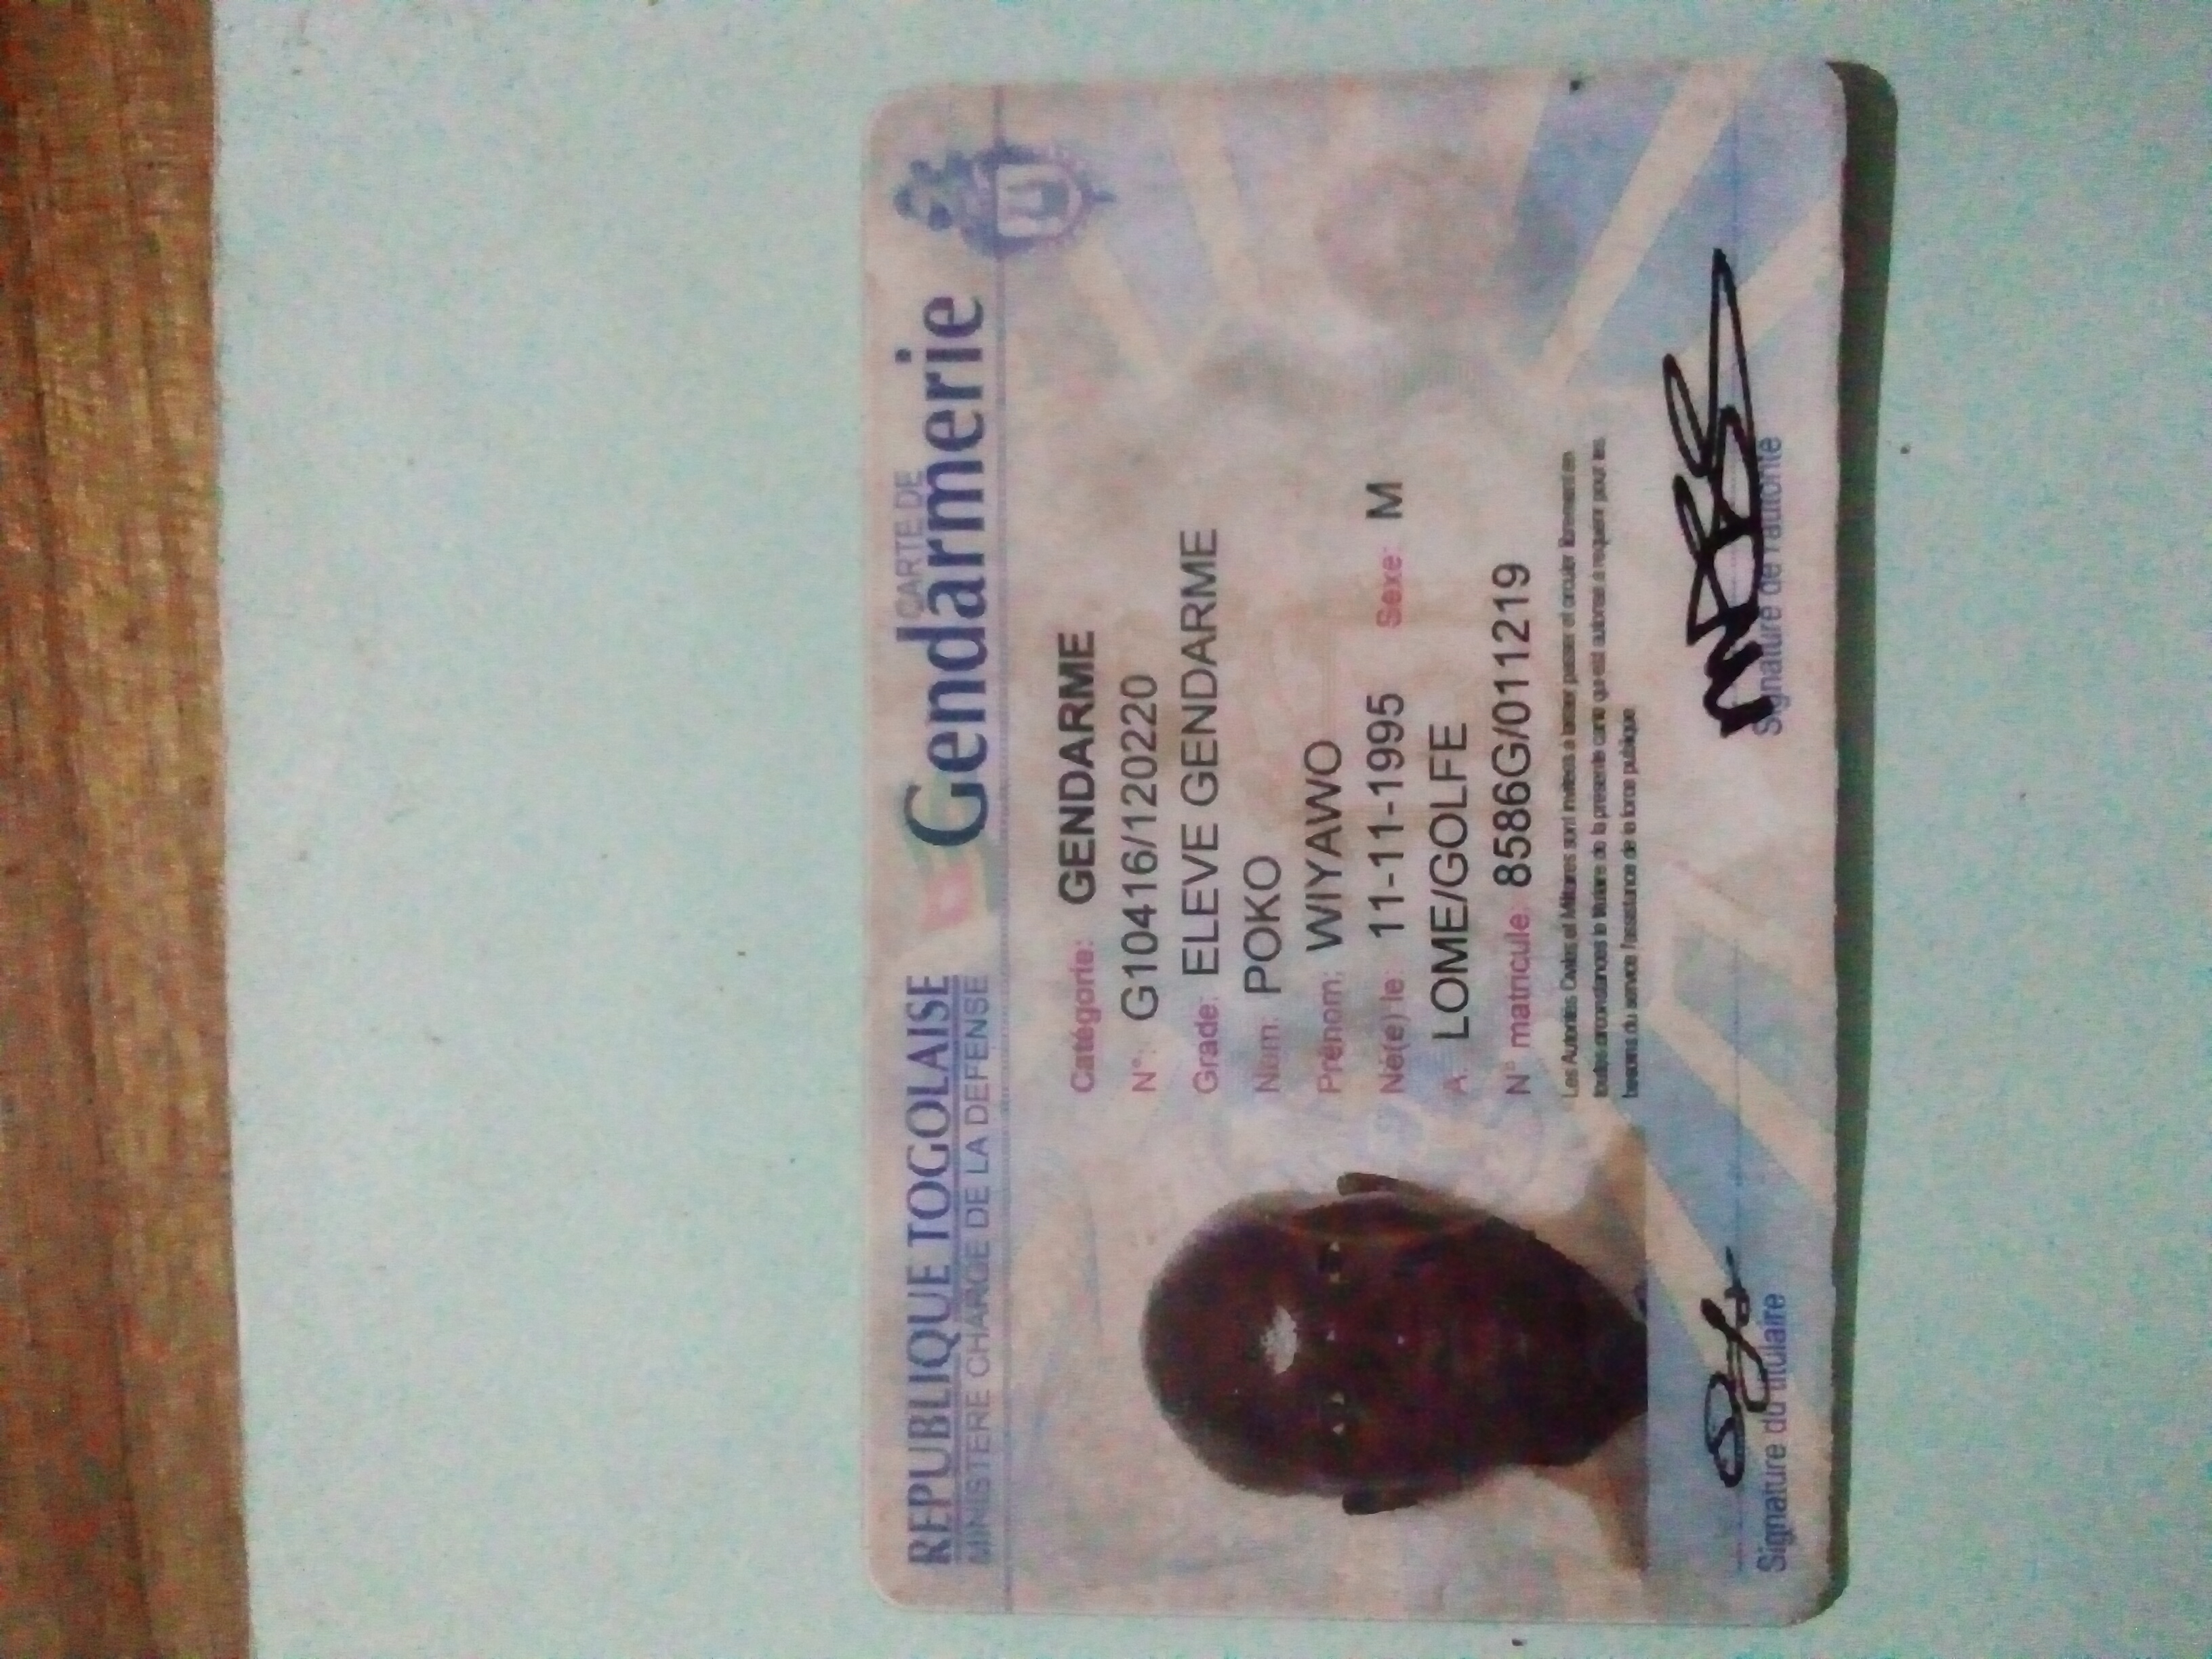 REPUBLIQUE TOGOLAISE
MINISTERE CHARGE DE LA DEFENSE
CARTE DE
Gendarmerie
Catégorie: GENDARME
N°: G10416/120220
Grade: ELEVE GENDARME
Nom: POKO
Prénom: WIYAWO
Né(e) le: 11-11-1995 Sexe: M
A: LOME/GOLFE
N° matricule: 8586G/011219
Les Autorités Civiles et Militaires sont invitées à laisser passer et circuler librement en
toutes circonstances le titulaire de la présente carte qui est autorisé à requérir pour les
besoins du service l'assistance de la force publique
Signature du titulaire
Signature de l'autorité